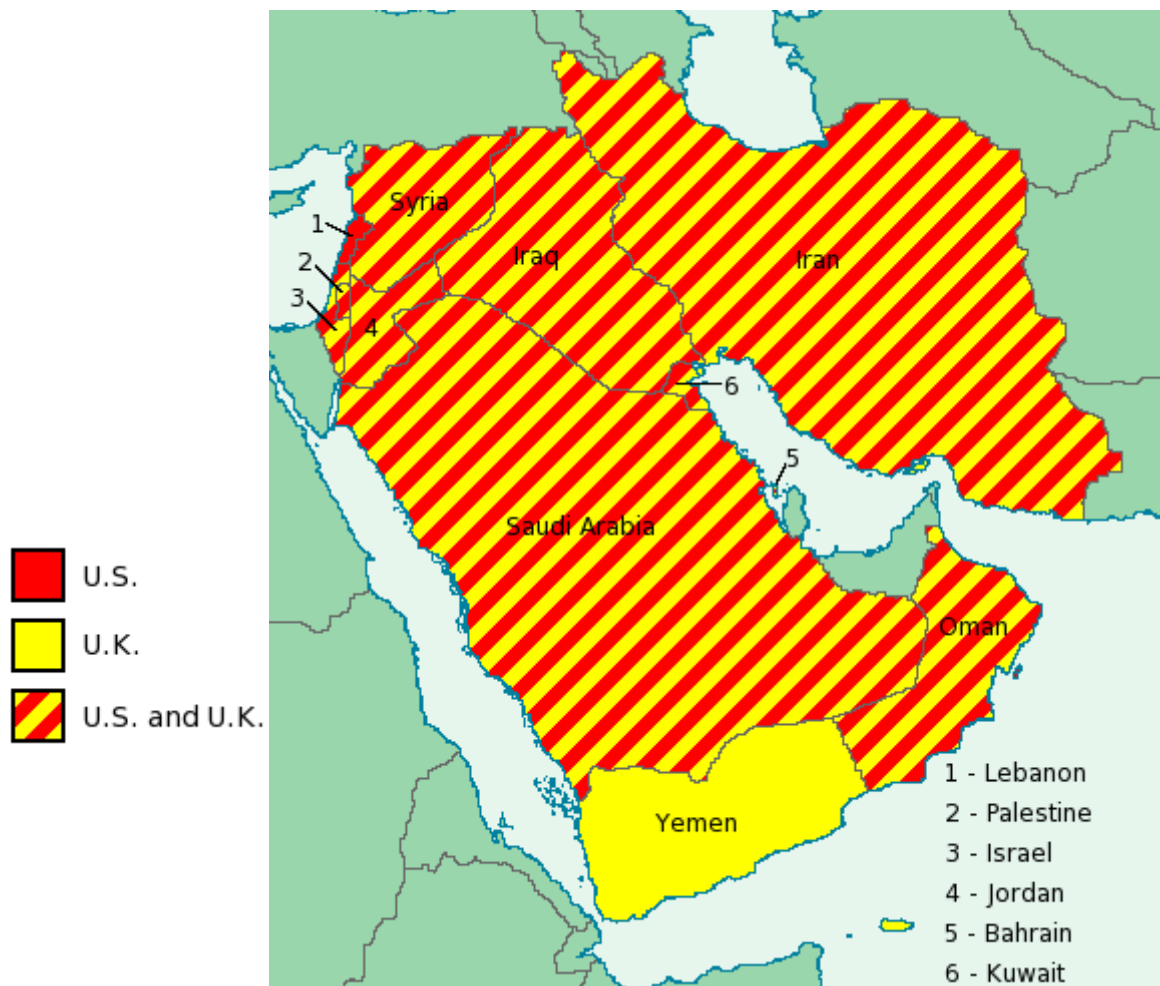 Syria
1
Iraq
Iran
2
3
4
6
5
Saudi Arabia
U.S.
U.K.
Oman
U.S. and U.K.
1 - Lebanon
Yemen
2 - Palestine
3 - Israel
4 - Jordan
5 - Bahrain
6 - Kuwait